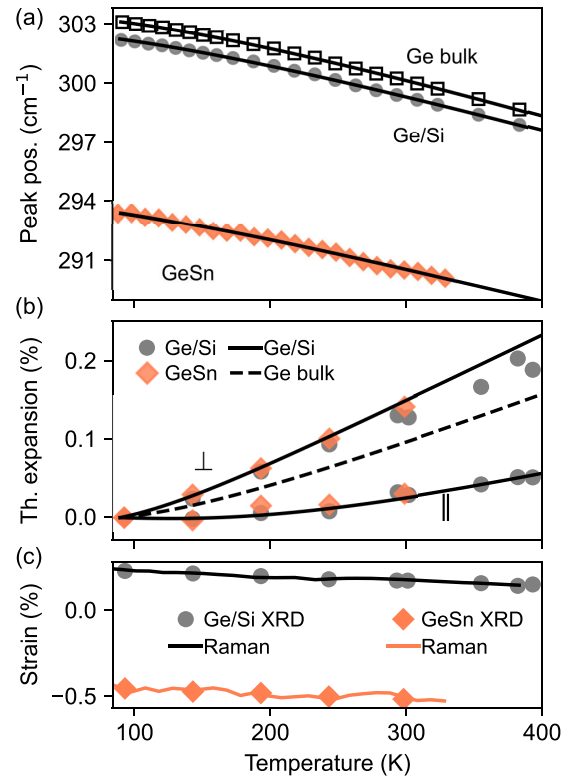 (a)
303
300
297
294
291
Peak pos. (cm⁻¹)
Ge bulk
Ge/Si
GeSn
(b)
0.2
0.1
0.0
Th. expansion (%)
Ge/Si Ge/Si
GeSn Ge bulk
⊥
∥
(c)
0.0
−0.5
Strain (%)
Ge/Si XRD GeSn XRD
Raman Raman
100 200 300 400
Temperature (K)